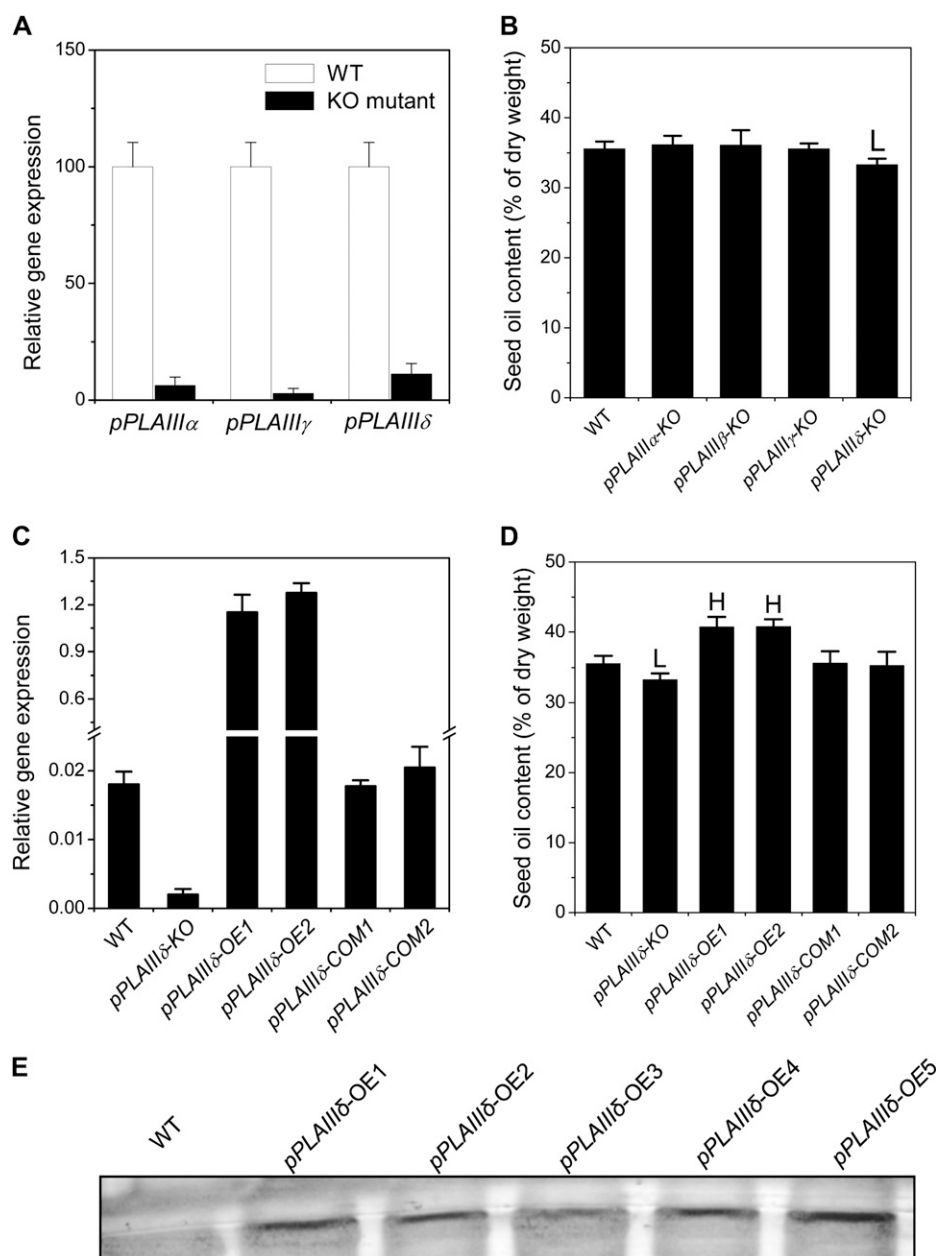 A
Relative gene expression
150
100
50
0
WT
KO mutant
pPLAIIIα
pPLAIIIγ
pPLAIIIδ
B
Seed oil content (% of dry weight)
50
40
30
20
10
0
L
WT
pPLAIIIα-KO
pPLAIIIβ-KO
pPLAIIIγ-KO
pPLAIIIδ-KO
C
Relative gene expression
1.5
1.2
0.9
0.6
0.02
0.01
0.00
WT
pPLAIIIδ-KO
pPLAIIIδ-OE1
pPLAIIIδ-OE2
pPLAIIIδ-COM1
pPLAIIIδ-COM2
D
Seed oil content (% of dry weight)
50
40
30
20
10
0
L
H
H
WT
pPLAIIIδ-KO
pPLAIIIδ-OE1
pPLAIIIδ-OE2
pPLAIIIδ-COM1
pPLAIIIδ-COM2
E
WT
pPLAIIIδ-OE1
pPLAIIIδ-OE2
pPLAIIIδ-OE3
pPLAIIIδ-OE4
pPLAIIIδ-OE5